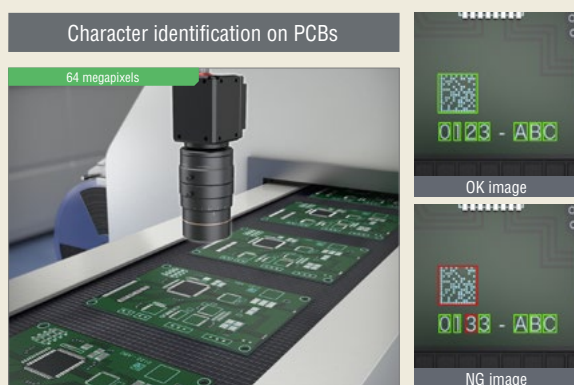 Character identification on PCBs
64 megapixels
0123 - ABC
OK image
0133 - ABC
NG image